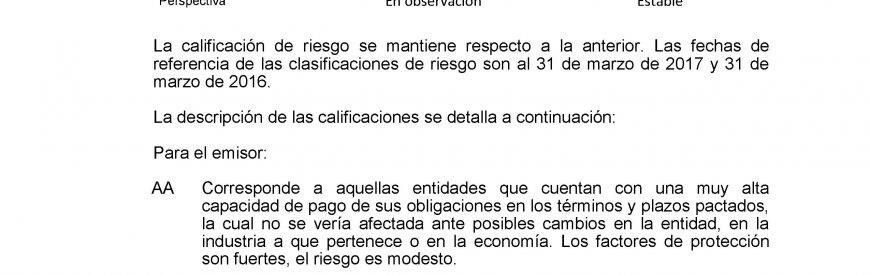 Perspectiva En observación Estable
La calificación de riesgo se mantiene respecto a la anterior. Las fechas de
referencia de las clasificaciones de riesgo son al 31 de marzo de 2017 y 31 de
marzo de 2016.
La descripción de las calificaciones se detalla a continuación:
Para el emisor:
AA Corresponde a aquellas entidades que cuentan con una muy alta
capacidad de pago de sus obligaciones en los términos y plazos pactados,
la cual no se vería afectada ante posibles cambios en la entidad, en la
industria a que pertenece o en la economía. Los factores de protección
son fuertes, el riesgo es modesto.